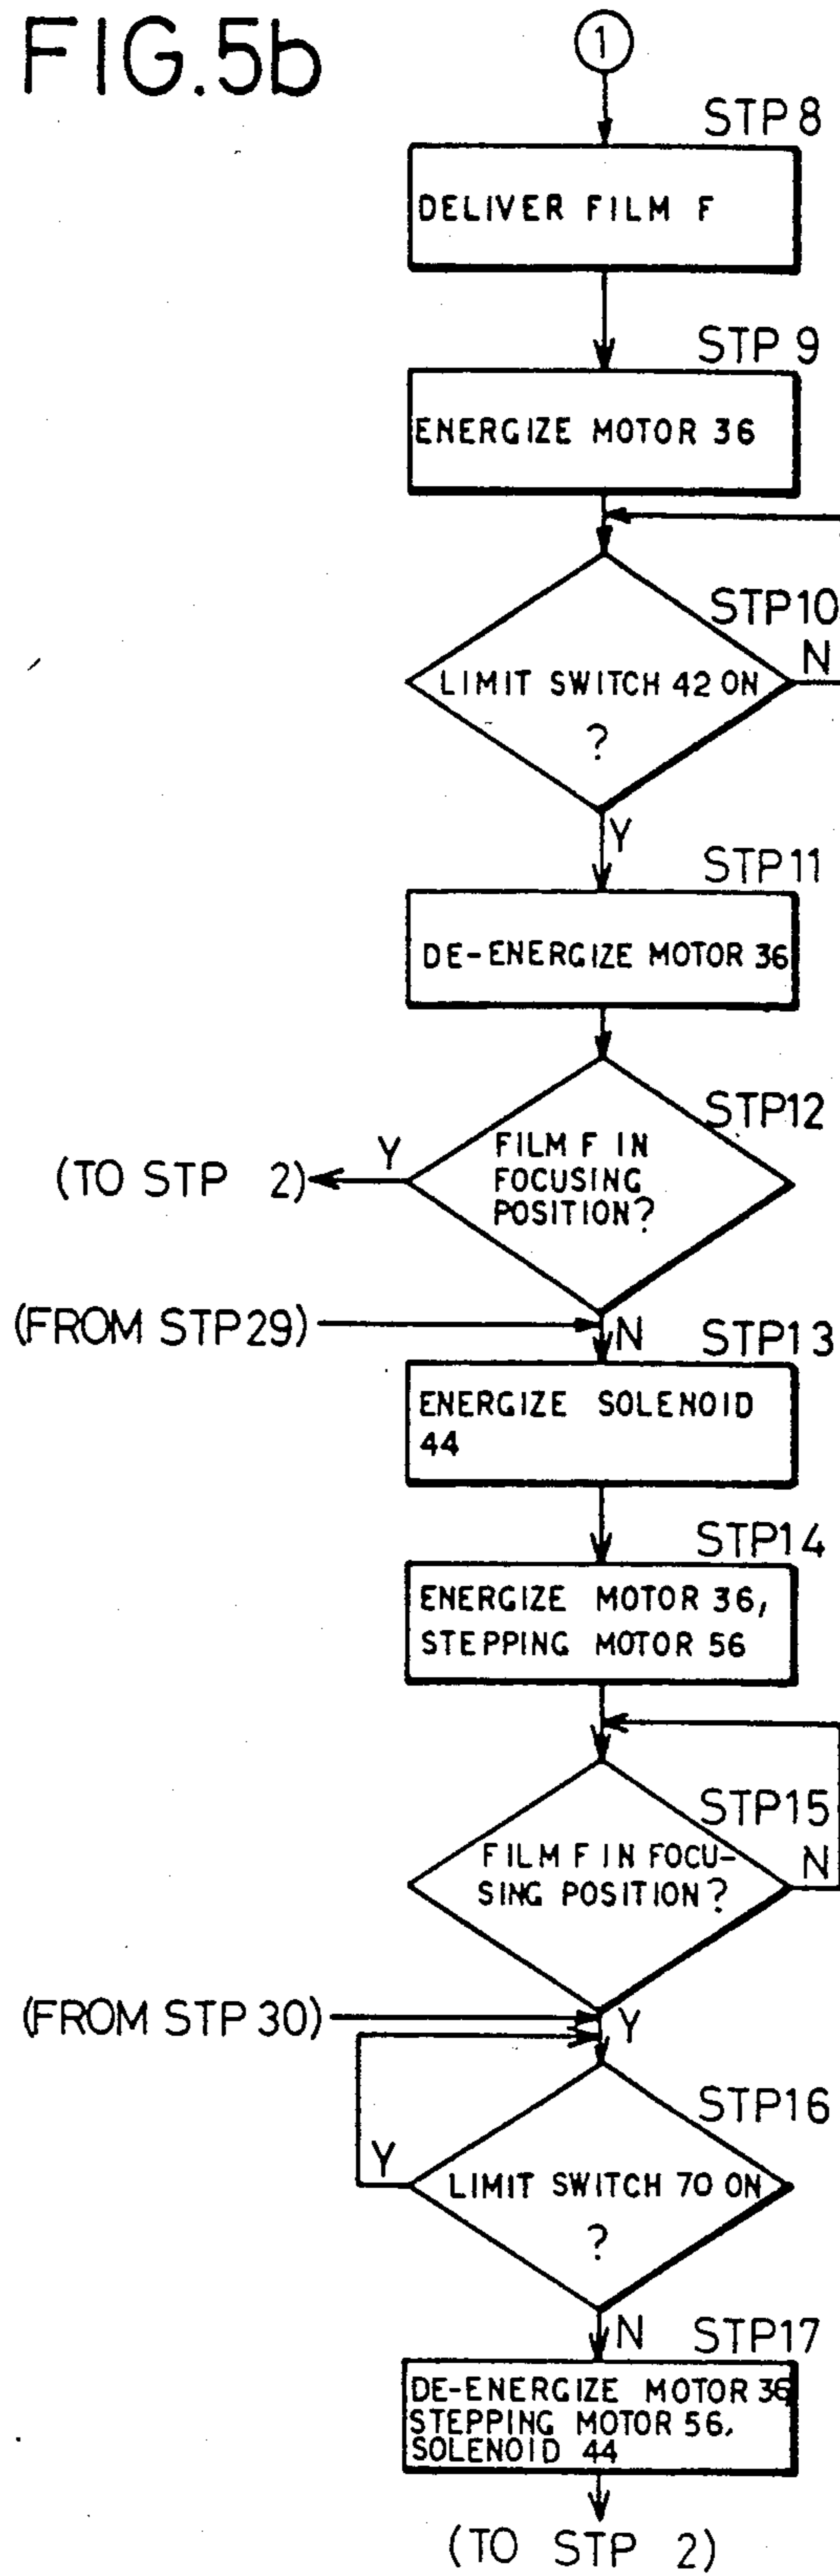 FIG.5b
1
STP 8
DELIVER FILM F
STP 9
ENERGIZE MOTOR 36
STP10
LIMIT SWITCH 42 ON
?
N
Y
STP11
DE-ENERGIZE MOTOR 36
STP12
FILM F IN
FOCUSING
POSITION?
Y
(TO STP 2)
(FROM STP29)
N
STP13
ENERGIZE SOLENOID
44
STP14
ENERGIZE MOTOR 36,
STEPPING MOTOR 56
STP15
FILM F IN FOCU-
SING POSITION?
N
(FROM STP 30)
Y
STP16
Y
LIMIT SWITCH 70 ON
?
N
STP17
DE-ENERGIZE MOTOR 36
STEPPING MOTOR 56,
SOLENOID 44
(TO STP 2)